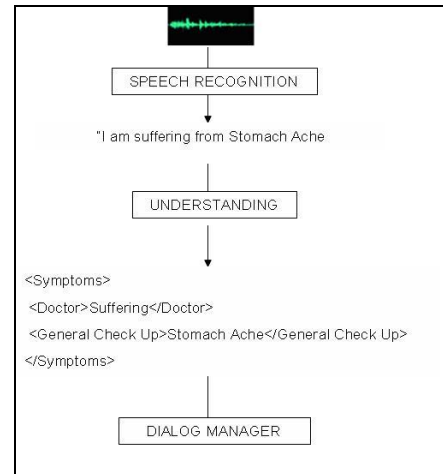 SPEECH RECOGNITION
"I am suffering from Stomach Ache
UNDERSTANDING
<Symptoms>
<Doctor>Suffering</Doctor>
<General Check Up>Stomach Ache</General Check Up>
</Symptoms>
DIALOG MANAGER